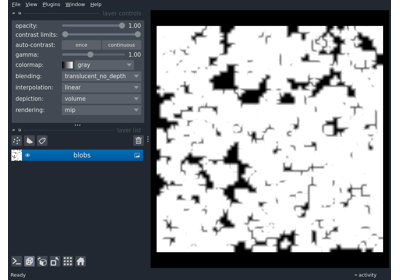 File View Plugins Window Help
layer controls
opacity: 1.00
contrast limits:
auto-contrast: once continuous
gamma: 1.00
colormap: gray
blending: translucent_no_depth
interpolation: linear
depiction: volume
rendering: mip
layer list
blobs
Ready activity